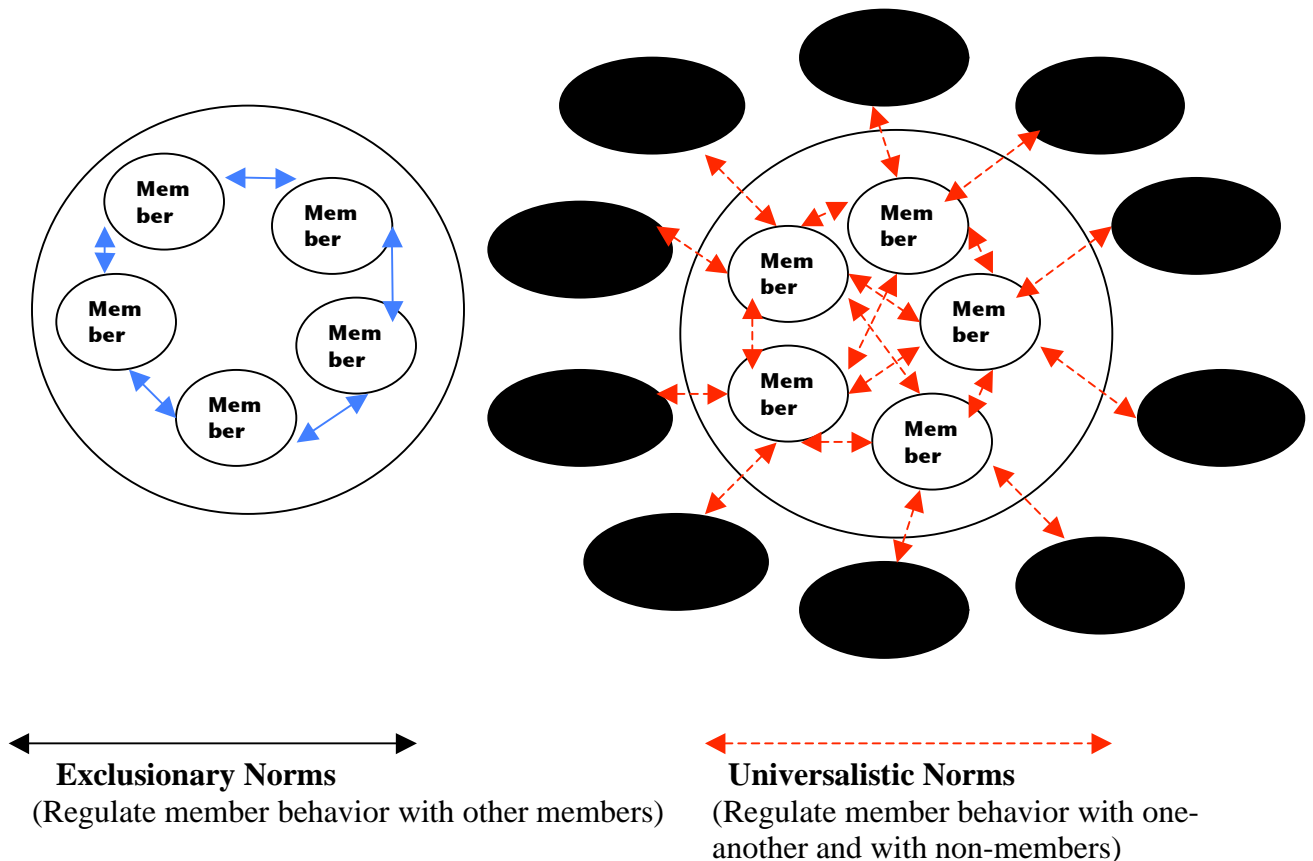 Mem
ber
Mem
ber
Mem
ber
Mem
ber
Mem
ber
Mem
ber
Mem
ber
Mem
ber
Mem
ber
Mem
ber
Exclusionary Norms
(Regulate member behavior with other members)
Universalistic Norms
(Regulate member behavior with one-
another and with non-members)